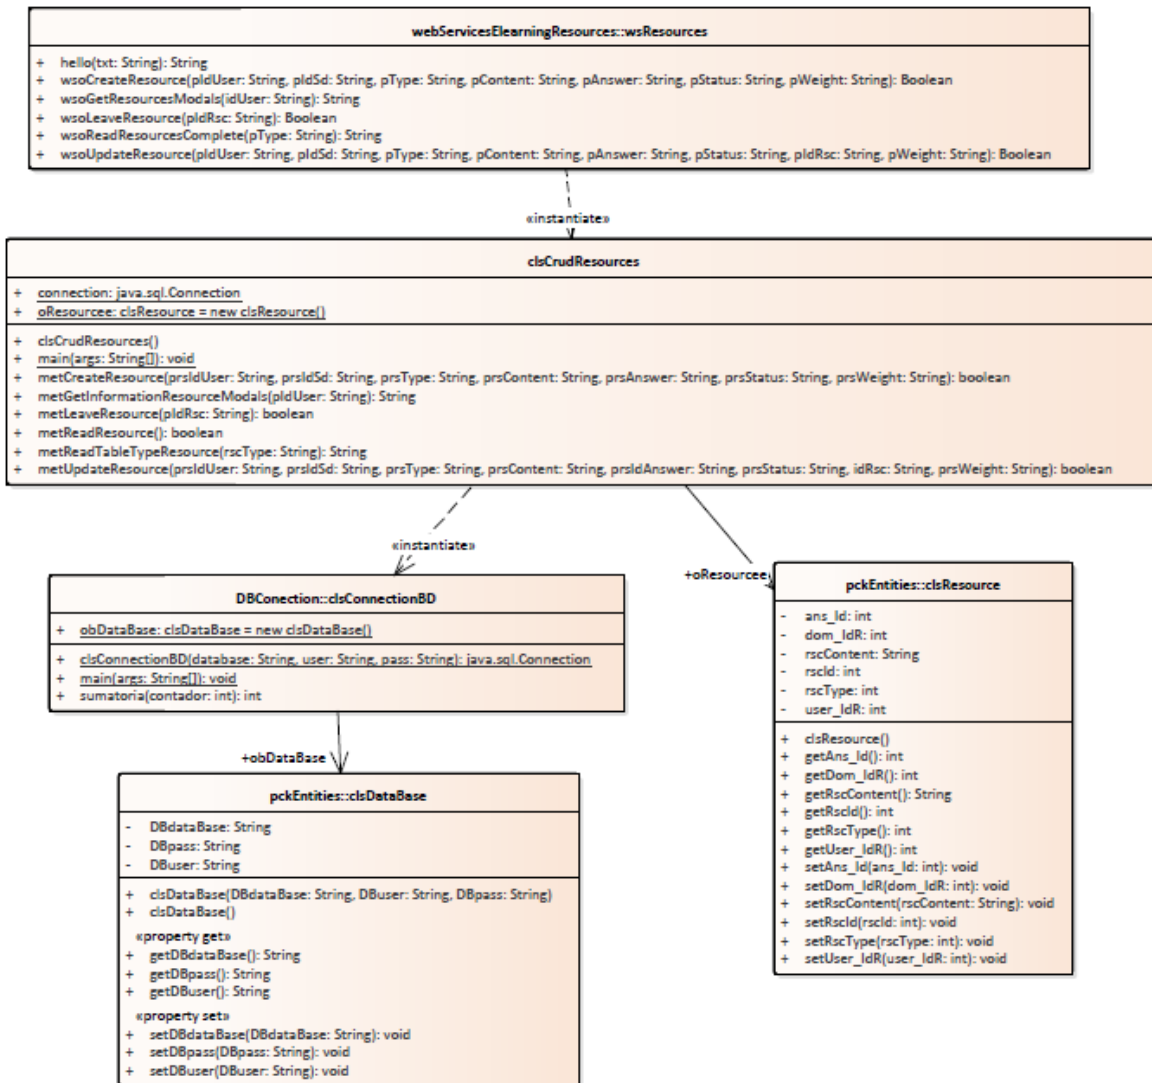 webServicesElearningResources::wsResources
+ hello(txt: String): String
+ wsoCreateResource(pIdUser: String, pIdSd: String, pType: String, pContent: String, pAnswer: String, pStatus: String, pWeight: String): Boolean
+ wsoGetResourcesModals(idUser: String): String
+ wsoLeaveResource(pIdRsc: String): Boolean
+ wsoReadResourcesComplete(pType: String): String
+ wsoUpdateResource(pIdUser: String, pIdSd: String, pType: String, pContent: String, pAnswer: String, pStatus: String, pIdRsc: String, pWeight: String): Boolean
«instantiate»
clsCrudResources
+ connection: java.sql.Connection
+ oResourcee: clsResource = new clsResource()
+ clsCrudResources()
+ main(args: String[]): void
+ metCreateResource(prsIdUser: String, prsIdSd: String, prsType: String, prsContent: String, prsAnswer: String, prsStatus: String, prsWeight: String): boolean
+ metGetInformationResourceModals(pIdUser: String): String
+ metLeaveResource(pIdRsc: String): boolean
+ metReadResource(): boolean
+ metReadTableTypeResource(rscType: String): String
+ metUpdateResource(prsIdUser: String, prsIdSd: String, prsType: String, prsContent: String, prsIdAnswer: String, prsStatus: String, idRsc: String, prsWeight: String): boolean
«instantiate»
+oResourcee
DBConection::clsConnectionBD
+ obDataBase: clsDataBase = new clsDataBase()
+ clsConnectionBD(database: String, user: String, pass: String): java.sql.Connection
+ main(args: String[]): void
+ sumatoria(contador: int): int
+obDataBase
pckEntities::clsDataBase
- DBdataBase: String
- DBpass: String
- DBuser: String
+ clsDataBase(DBdataBase: String, DBuser: String, DBpass: String)
+ clsDataBase()
«property get»
+ getDBdataBase(): String
+ getDBpass(): String
+ getDBuser(): String
«property set»
+ setDBdataBase(DBdataBase: String): void
+ setDBpass(DBpass: String): void
+ setDBuser(DBuser: String): void
pckEntities::clsResource
- ans_Id: int
- dom_IdR: int
- rscContent: String
- rscId: int
- rscType: int
- user_IdR: int
+ clsResource()
+ getAns_Id(): int
+ getDom_IdR(): int
+ getRscContent(): String
+ getRscId(): int
+ getRscType(): int
+ getUser_IdR(): int
+ setAns_Id(ans_Id: int): void
+ setDom_IdR(dom_IdR: int): void
+ setRscContent(rscContent: String): void
+ setRscId(rscId: int): void
+ setRscType(rscType: int): void
+ setUser_IdR(user_IdR: int): void